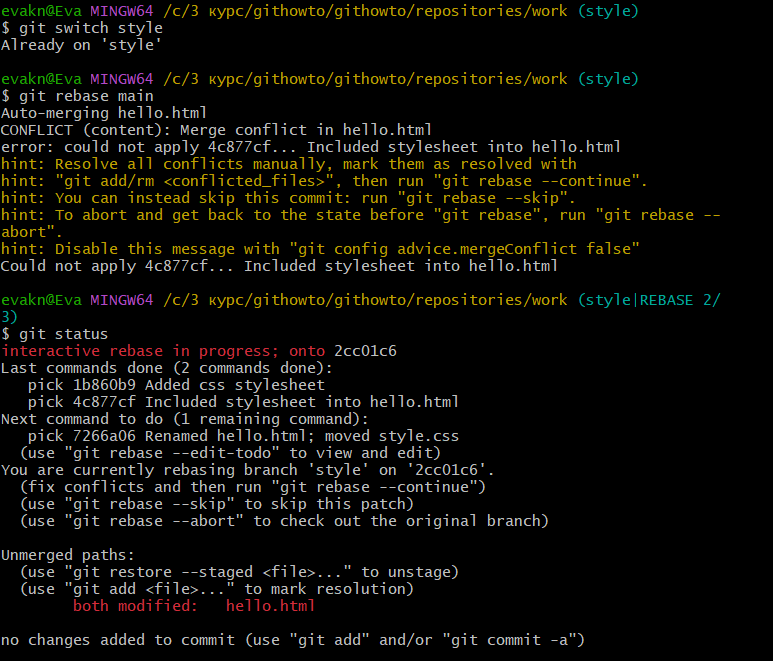 evakn@Eva MINGW64 /c/3 курс/githowto/githowto/repositories/work (style)
$ git switch style
Already on 'style'

evakn@Eva MINGW64 /c/3 курс/githowto/githowto/repositories/work (style)
$ git rebase main
Auto-merging hello.html
CONFLICT (content): Merge conflict in hello.html
error: could not apply 4c877cf... Included stylesheet into hello.html
hint: Resolve all conflicts manually, mark them as resolved with
hint: "git add/rm <conflicted_files>", then run "git rebase --continue".
hint: You can instead skip this commit: run "git rebase --skip".
hint: To abort and get back to the state before "git rebase", run "git rebase --
abort".
hint: Disable this message with "git config advice.mergeConflict false"
Could not apply 4c877cf... Included stylesheet into hello.html

evakn@Eva MINGW64 /c/3 курс/githowto/githowto/repositories/work (style|REBASE 2/
3)
$ git status
interactive rebase in progress; onto 2cc01c6
Last commands done (2 commands done):
   pick 1b860b9 Added css stylesheet
   pick 4c877cf Included stylesheet into hello.html
Next command to do (1 remaining command):
   pick 7266a06 Renamed hello.html; moved style.css
  (use "git rebase --edit-todo" to view and edit)
You are currently rebasing branch 'style' on '2cc01c6'.
  (fix conflicts and then run "git rebase --continue")
  (use "git rebase --skip" to skip this patch)
  (use "git rebase --abort" to check out the original branch)

Unmerged paths:
  (use "git restore --staged <file>..." to unstage)
  (use "git add <file>..." to mark resolution)
        both modified:   hello.html

no changes added to commit (use "git add" and/or "git commit -a")